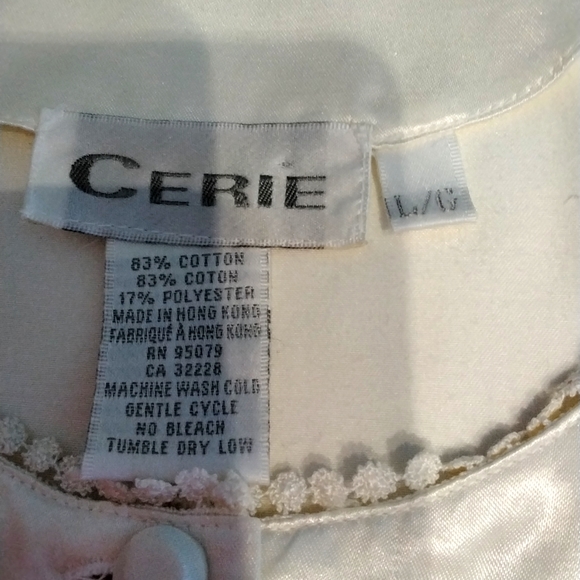 CERIE
83% COTTON
83% COTON
17% POLYESTER
MADE IN HONG KONG
FABRIQUÉ À HONG KONG
RN 95079
CA 32228
MACHINE WASH COLD
GENTLE CYCLE
NO BLEACH
TUMBLE DRY LOW